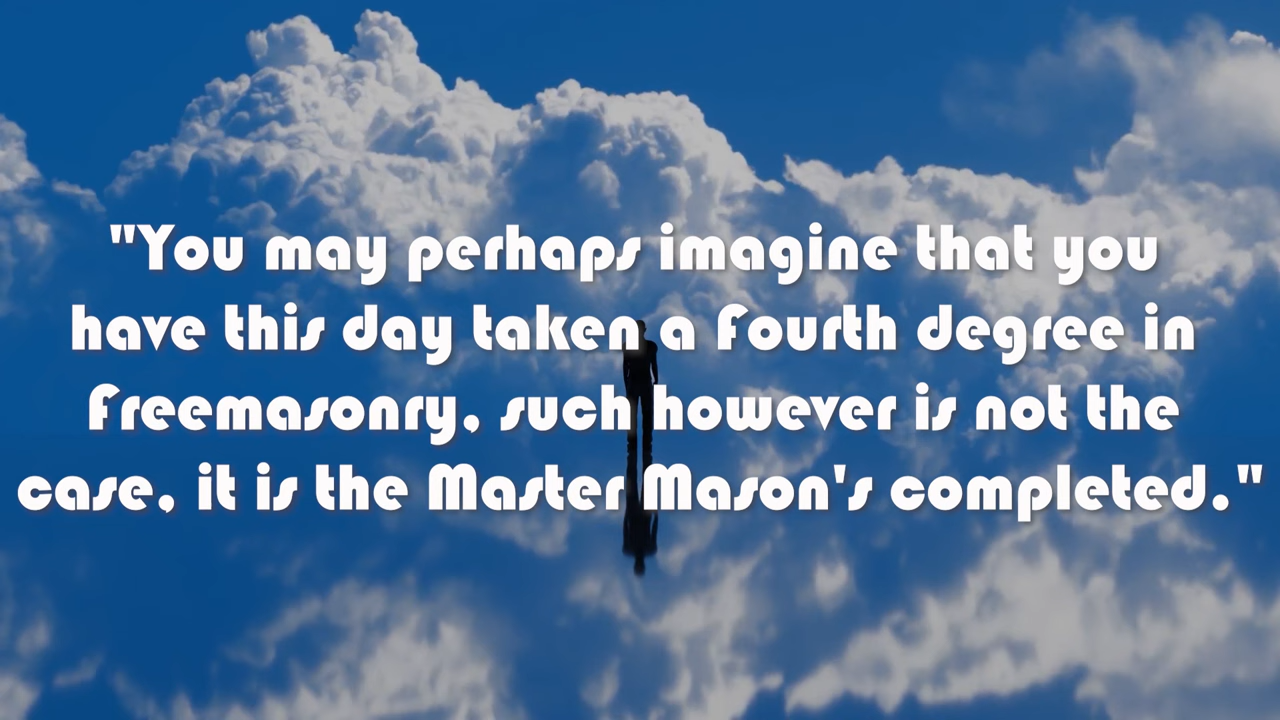 "You may perhaps imagine that you
have this day taken a Fourth degree in
Freemasonry, such however is not the
case, it is the Master Mason's completed."